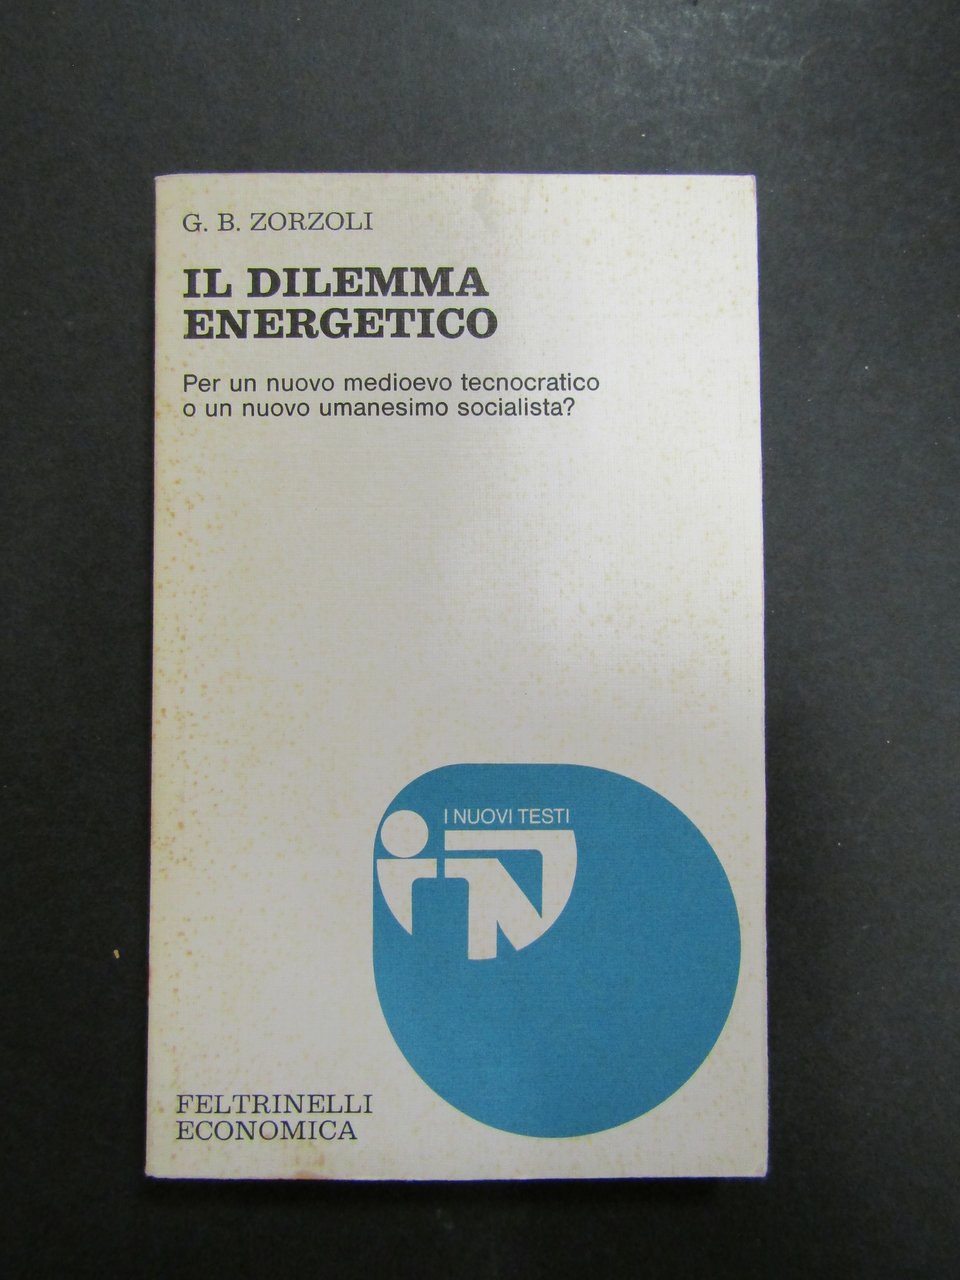 G. B. ZORZOLI
IL DILEMMA
ENERGETICO
Per un nuovo medioevo tecnocratico
o un nuovo umanesimo socialista?
I NUOVI TESTI
FELTRINELLI
ECONOMICA